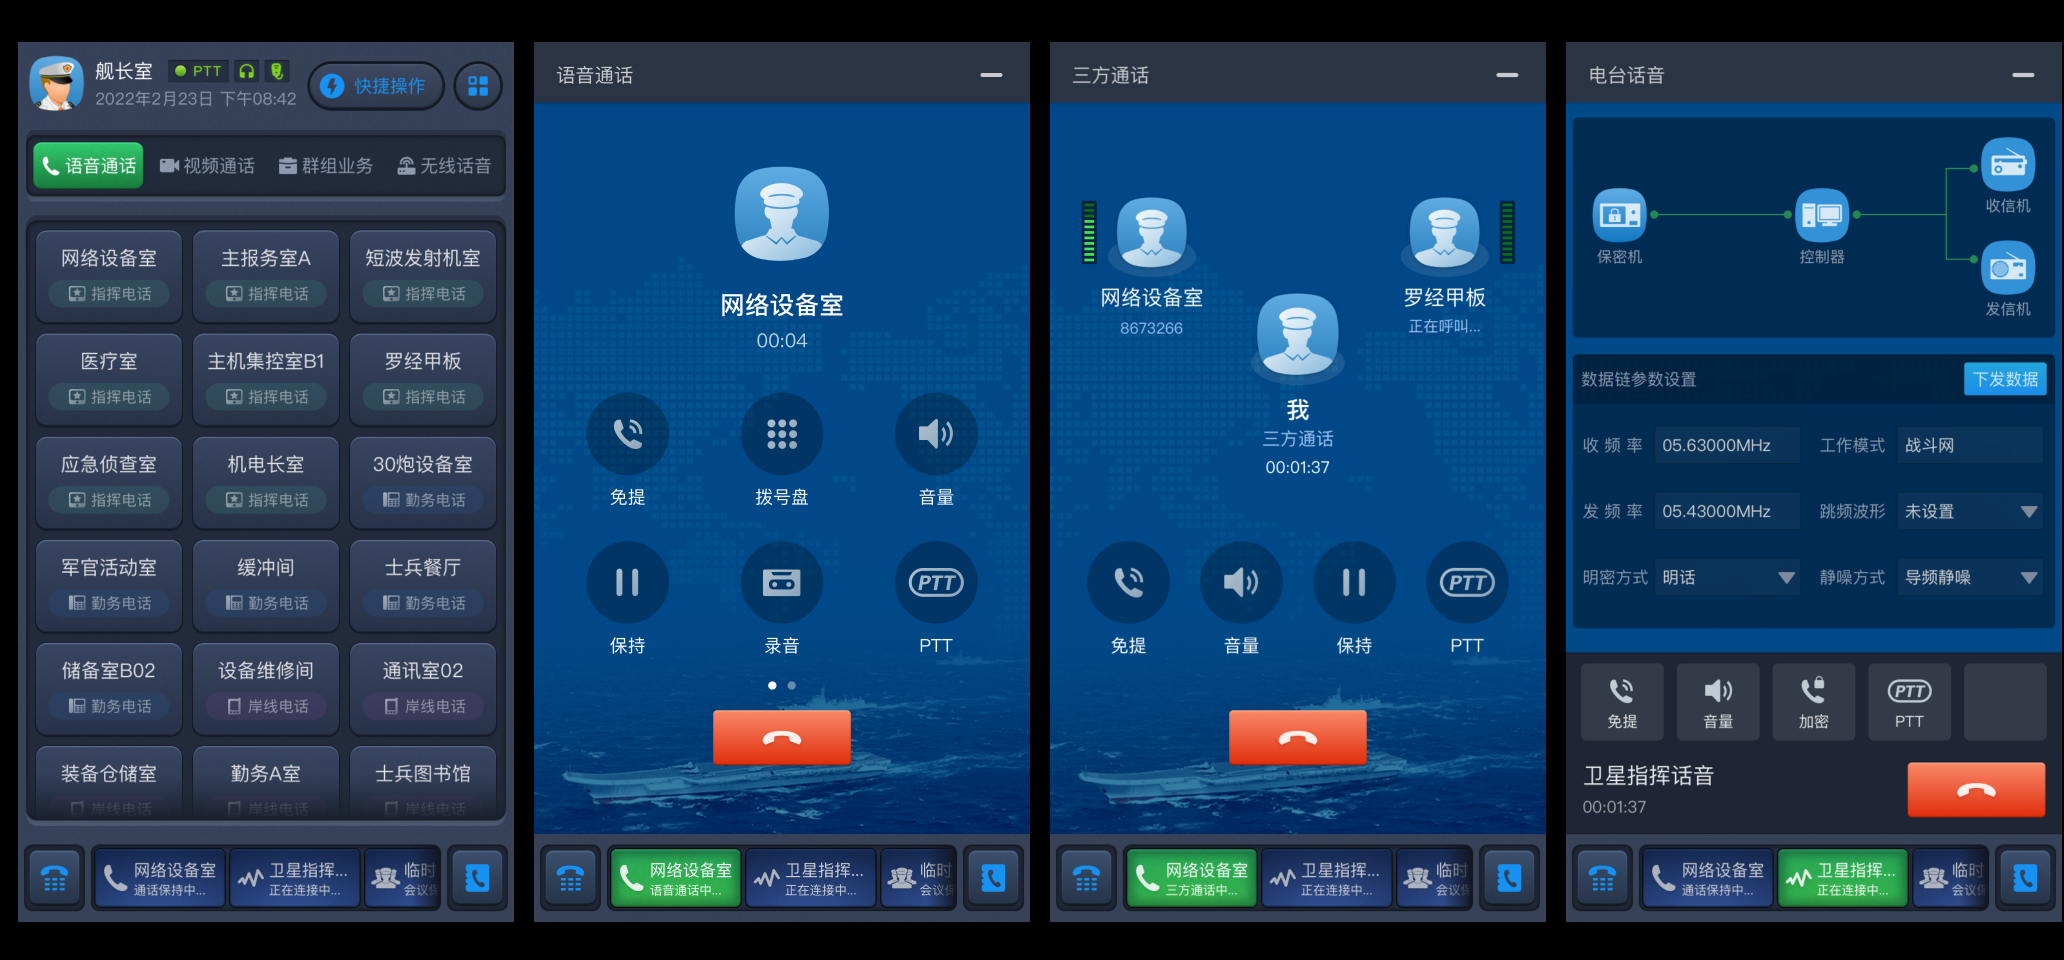 舰长室
PTT
2022年2月23日 下午08:42
快捷操作
语音通话
视频通话
群组业务
无线话音
网络设备室
主报务室A
短波发射机室
指挥电话
指挥电话
指挥电话
医疗室
主机集控室B1
罗经甲板
指挥电话
指挥电话
指挥电话
应急侦查室
机电长室
30炮设备室
指挥电话
指挥电话
勤务电话
军官活动室
缓冲间
士兵餐厅
勤务电话
勤务电话
勤务电话
储备室B02
设备维修间
通讯室02
勤务电话
岸线电话
岸线电话
装备仓储室
勤务A室
士兵图书馆
岸线电话
岸线电话
岸线电话
网络设备室
通话保持中...
卫星指挥...
正在连接中...
临时
会议
语音通话
网络设备室
00:04
免提
拨号盘
音量
保持
录音
PTT
PTT
网络设备室
语音通话中...
卫星指挥...
正在连接中...
临时
会议
三方通话
网络设备室
8673266
罗经甲板
正在呼叫...
我
三方通话
00:01:37
免提
音量
保持
PTT
PTT
网络设备室
三方通话中...
卫星指挥...
正在连接中...
临时
会议
电台话音
保密机
控制器
收信机
发信机
数据链参数设置
下发数据
收 频 率
05.63000MHz
工作模式
战斗网
发 频 率
05.43000MHz
跳频波形
未设置
明密方式
明话
静噪方式
导频静噪
免提
音量
加密
PTT
PTT
卫星指挥话音
00:01:37
网络设备室
通话保持中...
卫星指挥...
正在连接中...
临时
会议